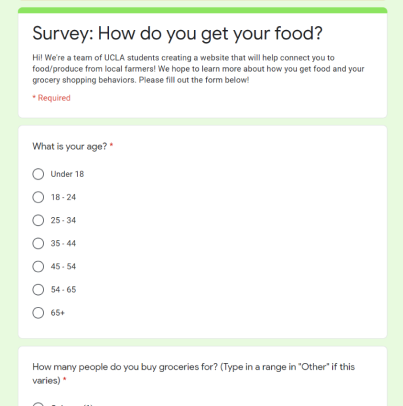 Survey: How do you get your food?
Hi! We're a team of UCLA students creating a website that will help connect you to
food/produce from local farmers! We hope to learn more about how you get food and your
grocery shopping behaviors. Please fill out the form below!
* Required
What is your age? *
Under 18
18 - 24
25 - 34
35 - 44
45 - 54
54 - 65
65+
How many people do you buy groceries for? (Type in a range in "Other" if this
varies) *